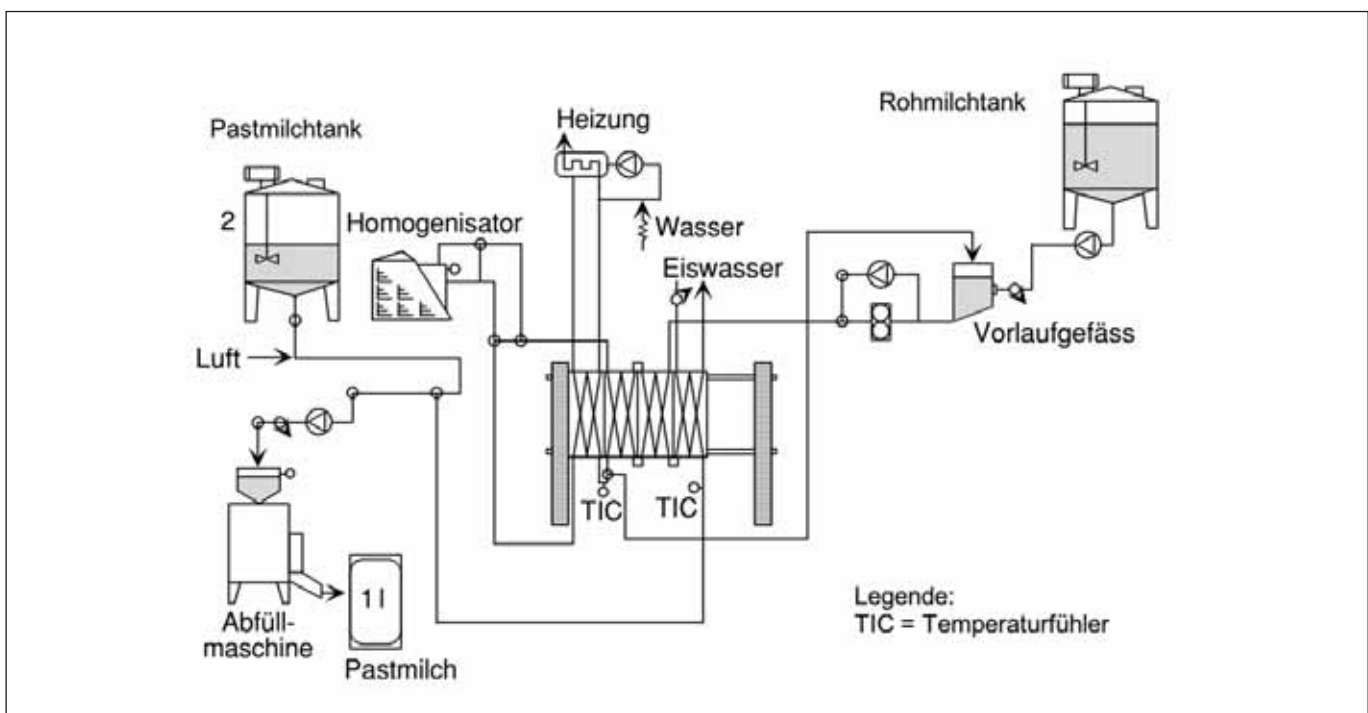 Rohmilchtank
Pastmilchtank
Heizung
2
Homogenisator
Wasser
Eiswasser
Vorlaufgefäss
Luft
TIC
TIC
1 l
Abfüll-
maschine
Pastmilch
Legende:
TIC = Temperaturfühler